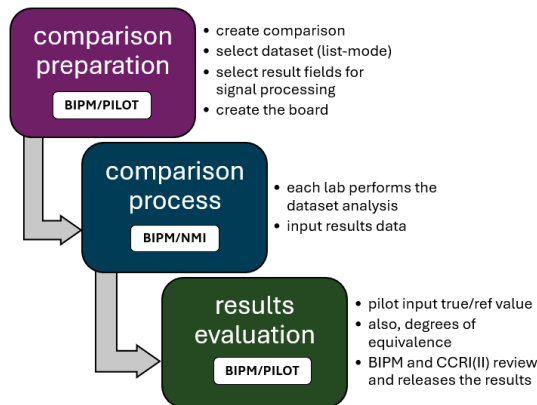 comparison
preparation
BIPM/PILOT
• create comparison
• select dataset (list-mode)
• select result fields for
signal processing
• create the board
comparison
process
BIPM/NMI
• each lab performs the
dataset analysis
• input results data
results
evaluation
BIPM/PILOT
• pilot input true/ref value
• also, degrees of
equivalence
• BIPM and CCRI(II) review
and releases the results